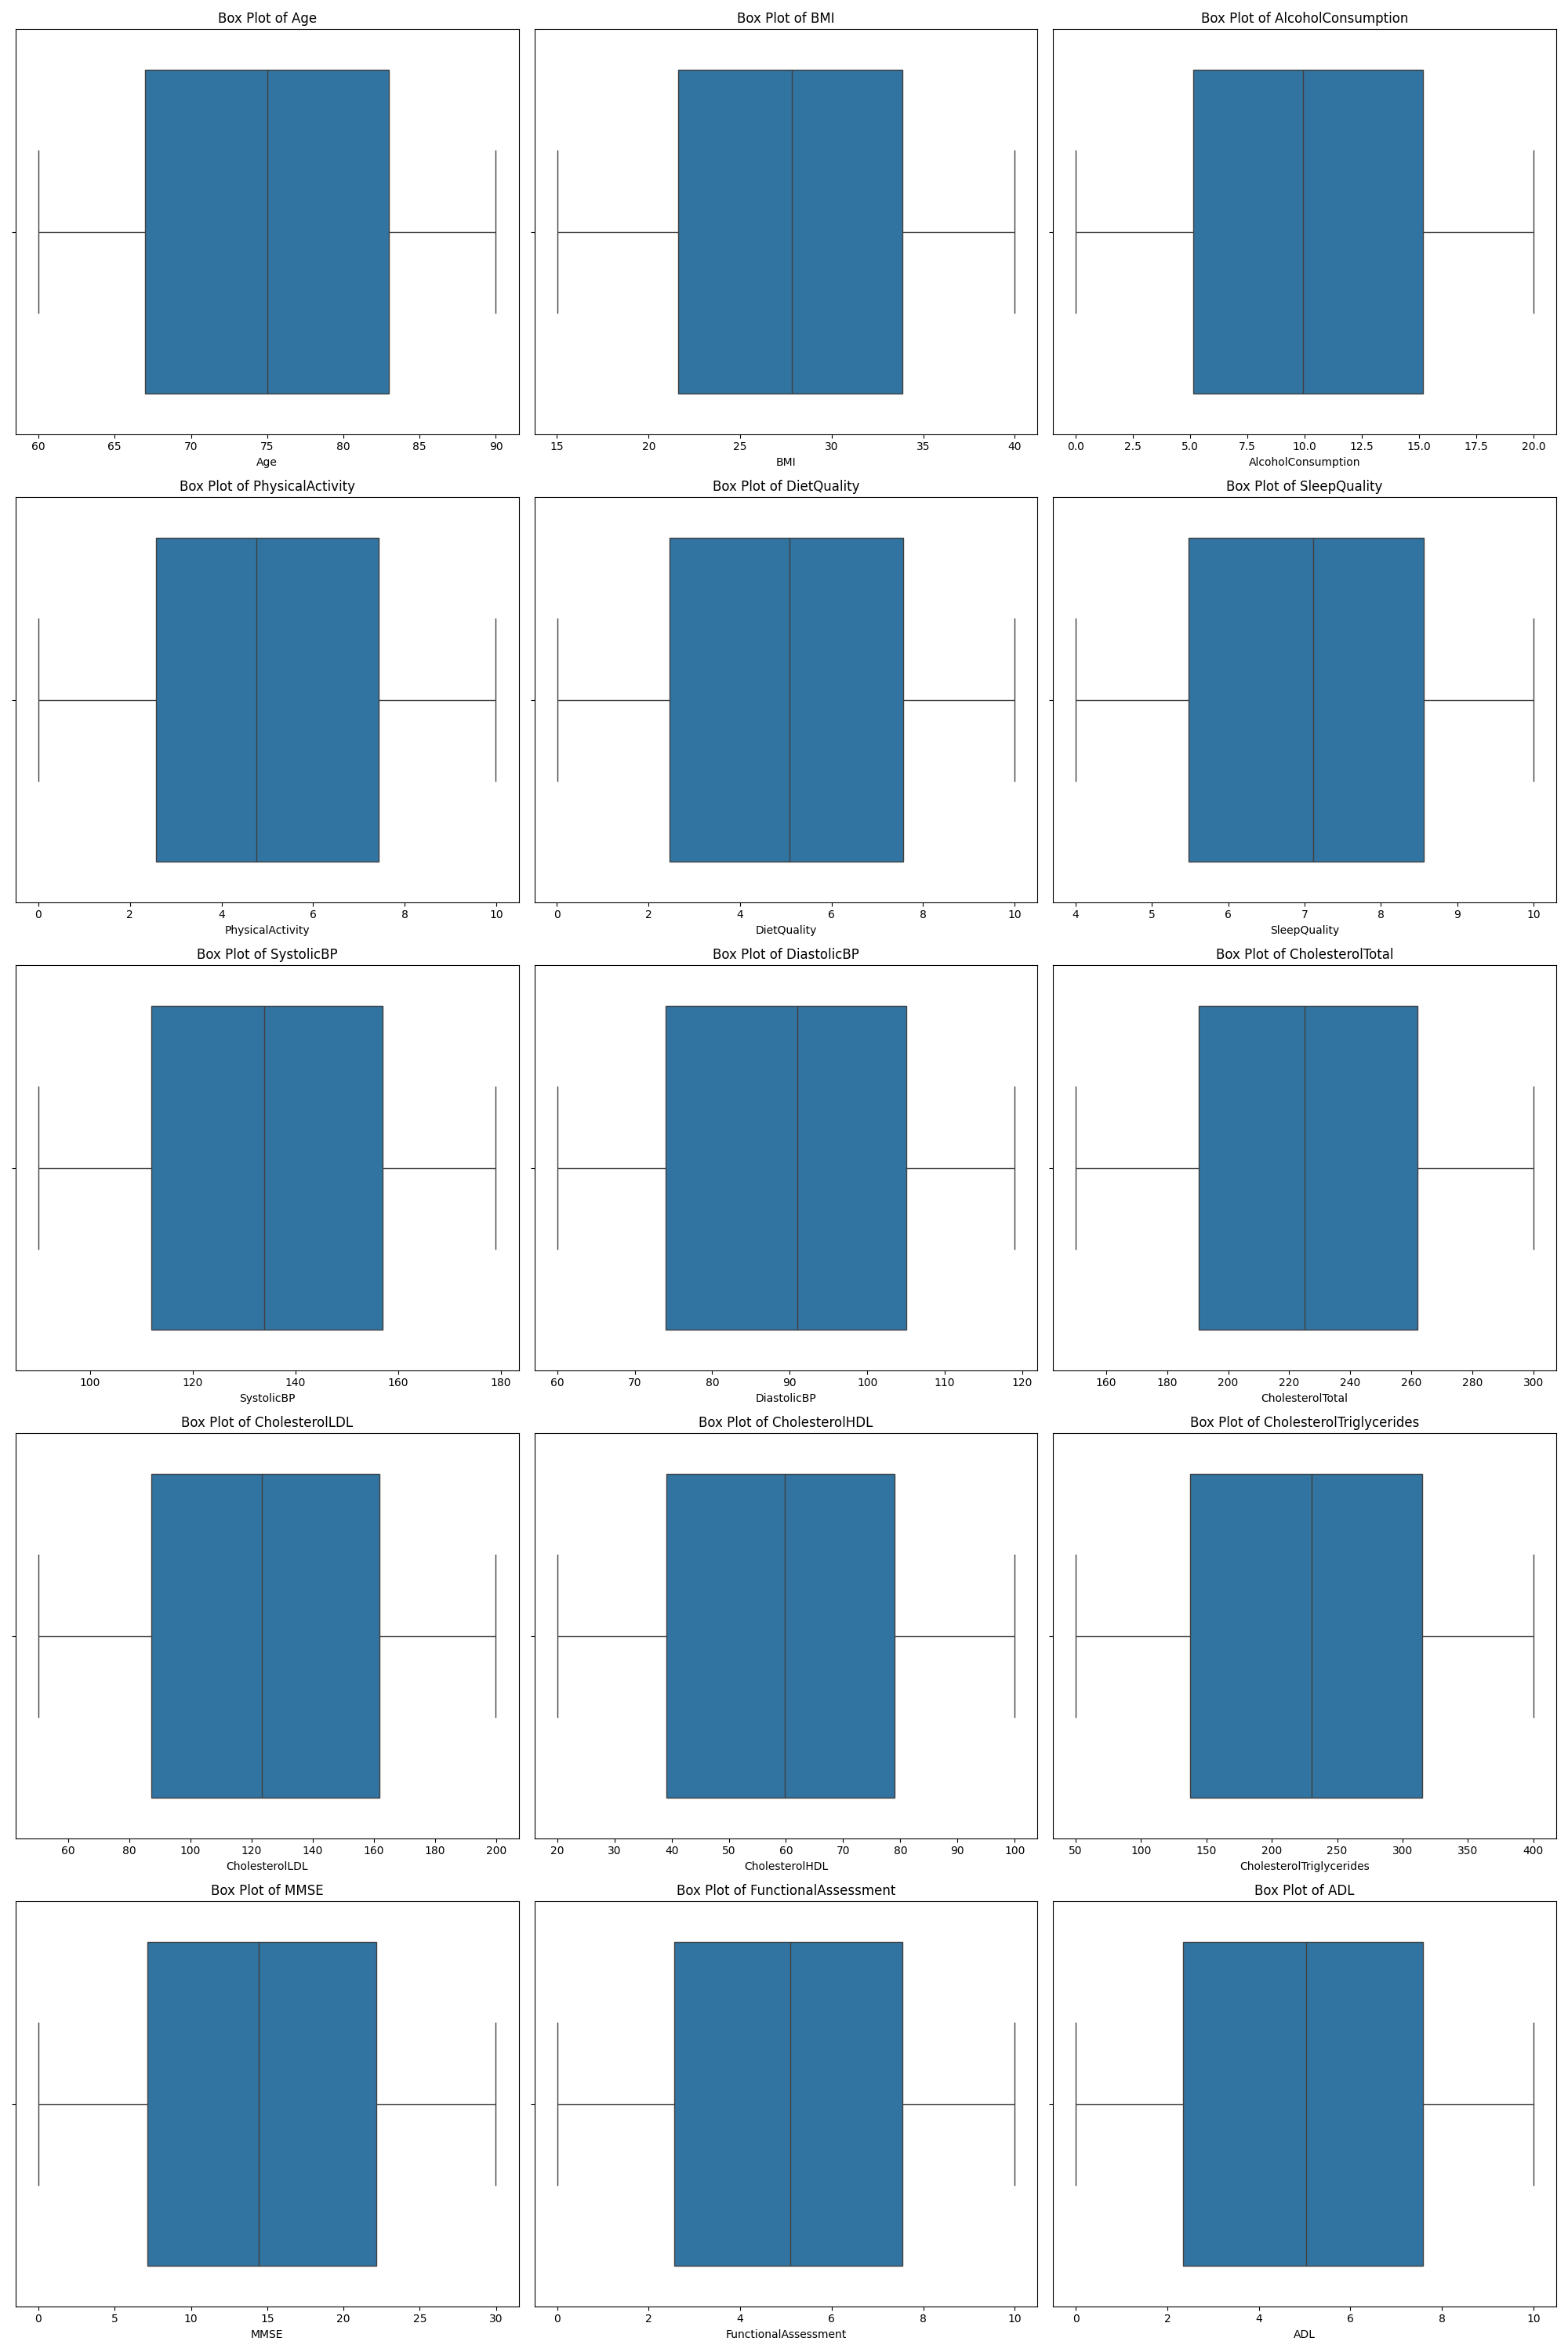 Box Plot of Age
Box Plot of BMI
Box Plot of AlcoholConsumption
60 65 70 75 80 85 90
15 20 25 30 35 40
0.0 2.5 5.0 7.5 10.0 12.5 15.0 17.5 20.0
Age
BMI
AlcoholConsumption
Box Plot of PhysicalActivity
Box Plot of DietQuality
Box Plot of SleepQuality
0 2 4 6 8 10
0 2 4 6 8 10
4 5 6 7 8 9 10
PhysicalActivity
DietQuality
SleepQuality
Box Plot of SystolicBP
Box Plot of DiastolicBP
Box Plot of CholesterolTotal
100 120 140 160 180
60 70 80 90 100 110 120
160 180 200 220 240 260 280 300
SystolicBP
DiastolicBP
CholesterolTotal
Box Plot of CholesterolLDL
Box Plot of CholesterolHDL
Box Plot of CholesterolTriglycerides
60 80 100 120 140 160 180 200
20 30 40 50 60 70 80 90 100
50 100 150 200 250 300 350 400
CholesterolLDL
CholesterolHDL
CholesterolTriglycerides
Box Plot of MMSE
Box Plot of FunctionalAssessment
Box Plot of ADL
0 5 10 15 20 25 30
0 2 4 6 8 10
0 2 4 6 8 10
MMSE
FunctionalAssessment
ADL